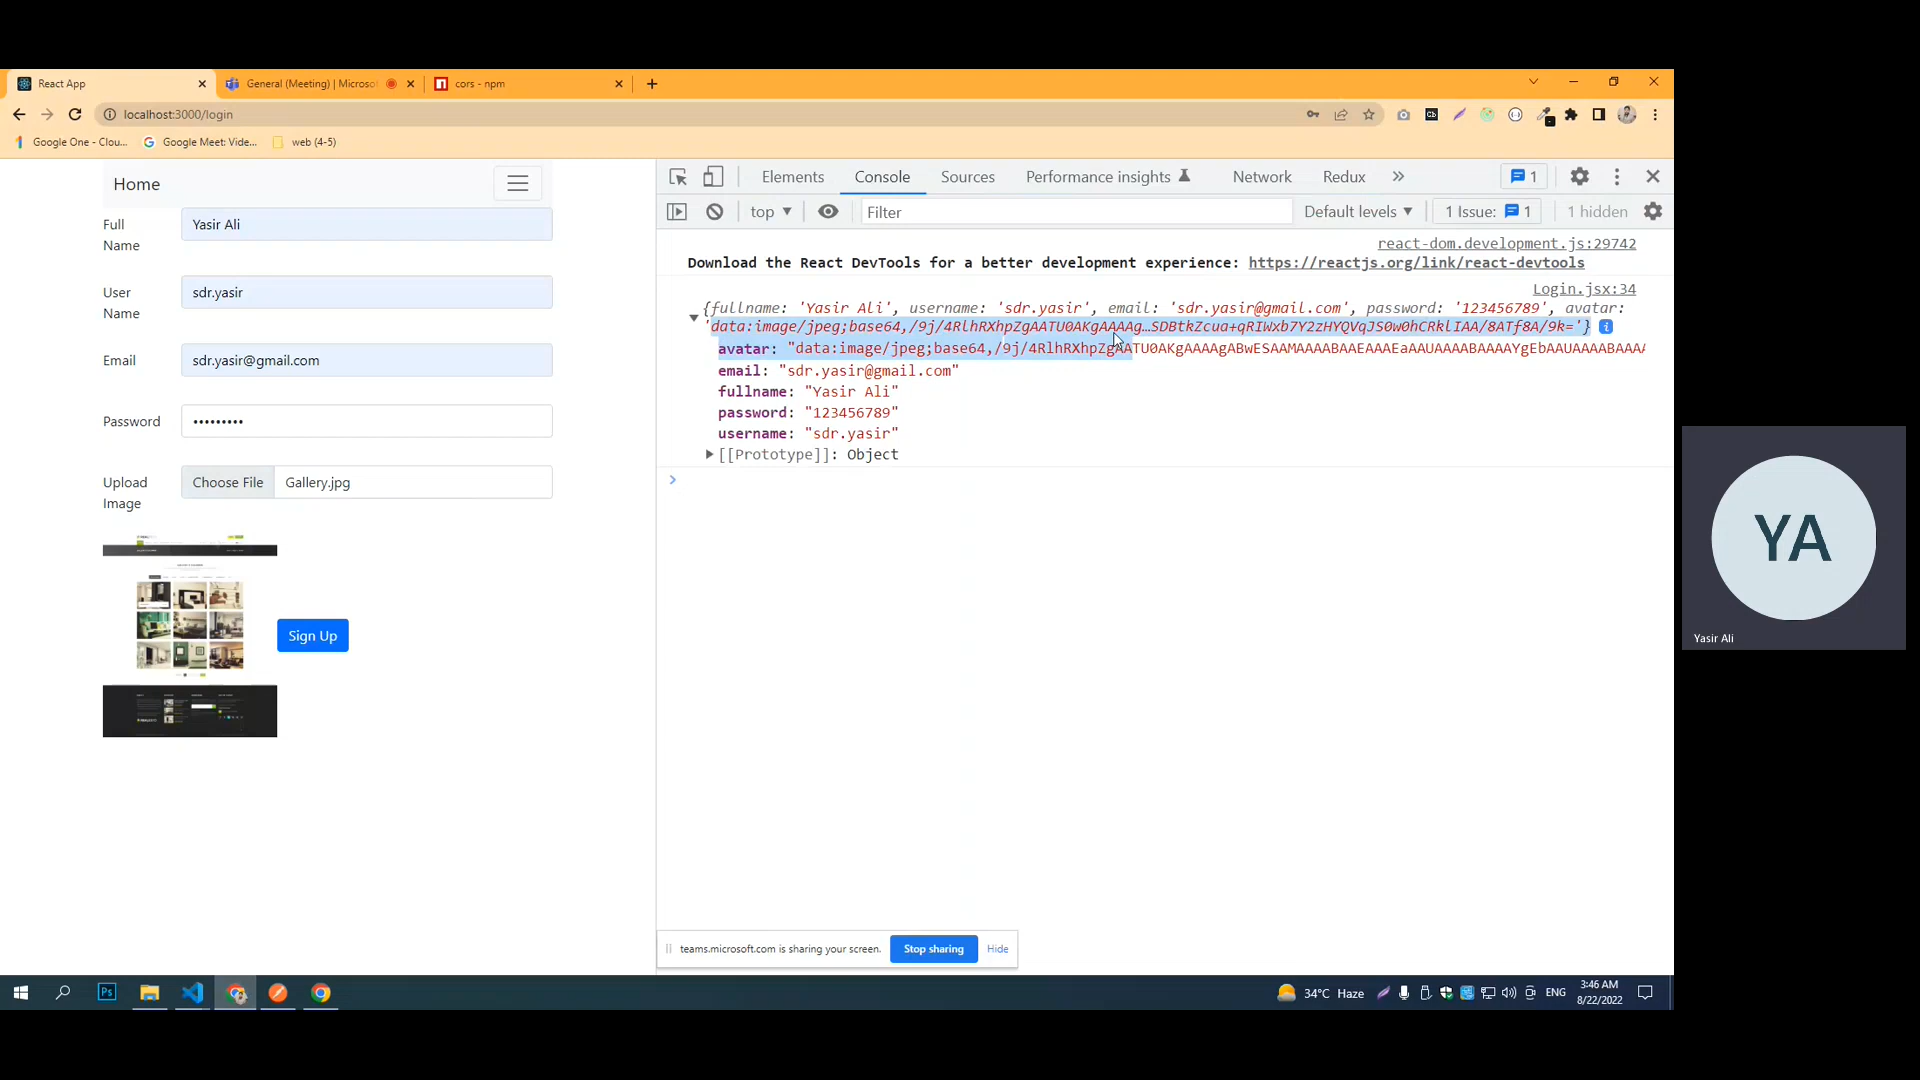 React App
General (Meeting) | Microso
cors - npm
localhost:3000/login
Cb
Google One - Clou...
Google Meet: Vide...
web (4-5)
Home
Full Name
Yasir Ali
User Name
sdr.yasir
Email
sdr.yasir@gmail.com
Password
•••••••••
Upload Image
Choose File
Gallery.jpg
Sign Up
Elements
Console
Sources
Performance insights
Network
Redux
1
top
Filter
Default levels
1 Issue:
1
1 hidden
react-dom.development.js:29742
Download the React DevTools for a better development experience: https://reactjs.org/link/react-devtools
Login.jsx:34
{fullname: 'Yasir Ali', username: 'sdr.yasir', email: 'sdr.yasir@gmail.com', password: '123456789', avatar:
'data:image/jpeg;base64,/9j/4RlhRXhpZgAATU0AKgAAAAg…SDBtkZcua+qRIWxb7Y2zHYQVqJS0w0hCRklIAA/8ATf8A/9k='}
avatar: "data:image/jpeg;base64,/9j/4RlhRXhpZgAATU0AKgAAAAgABwESAAMAAAABAAEAAAEaAAUAAAABAAAAYgEbAAUAAAABAAAA
email: "sdr.yasir@gmail.com"
fullname: "Yasir Ali"
password: "123456789"
username: "sdr.yasir"
[[Prototype]]: Object
YA
Yasir Ali
teams.microsoft.com is sharing your screen.
Stop sharing
Hide
Ps
34°C Haze
ENG
3:46 AM
8/22/2022